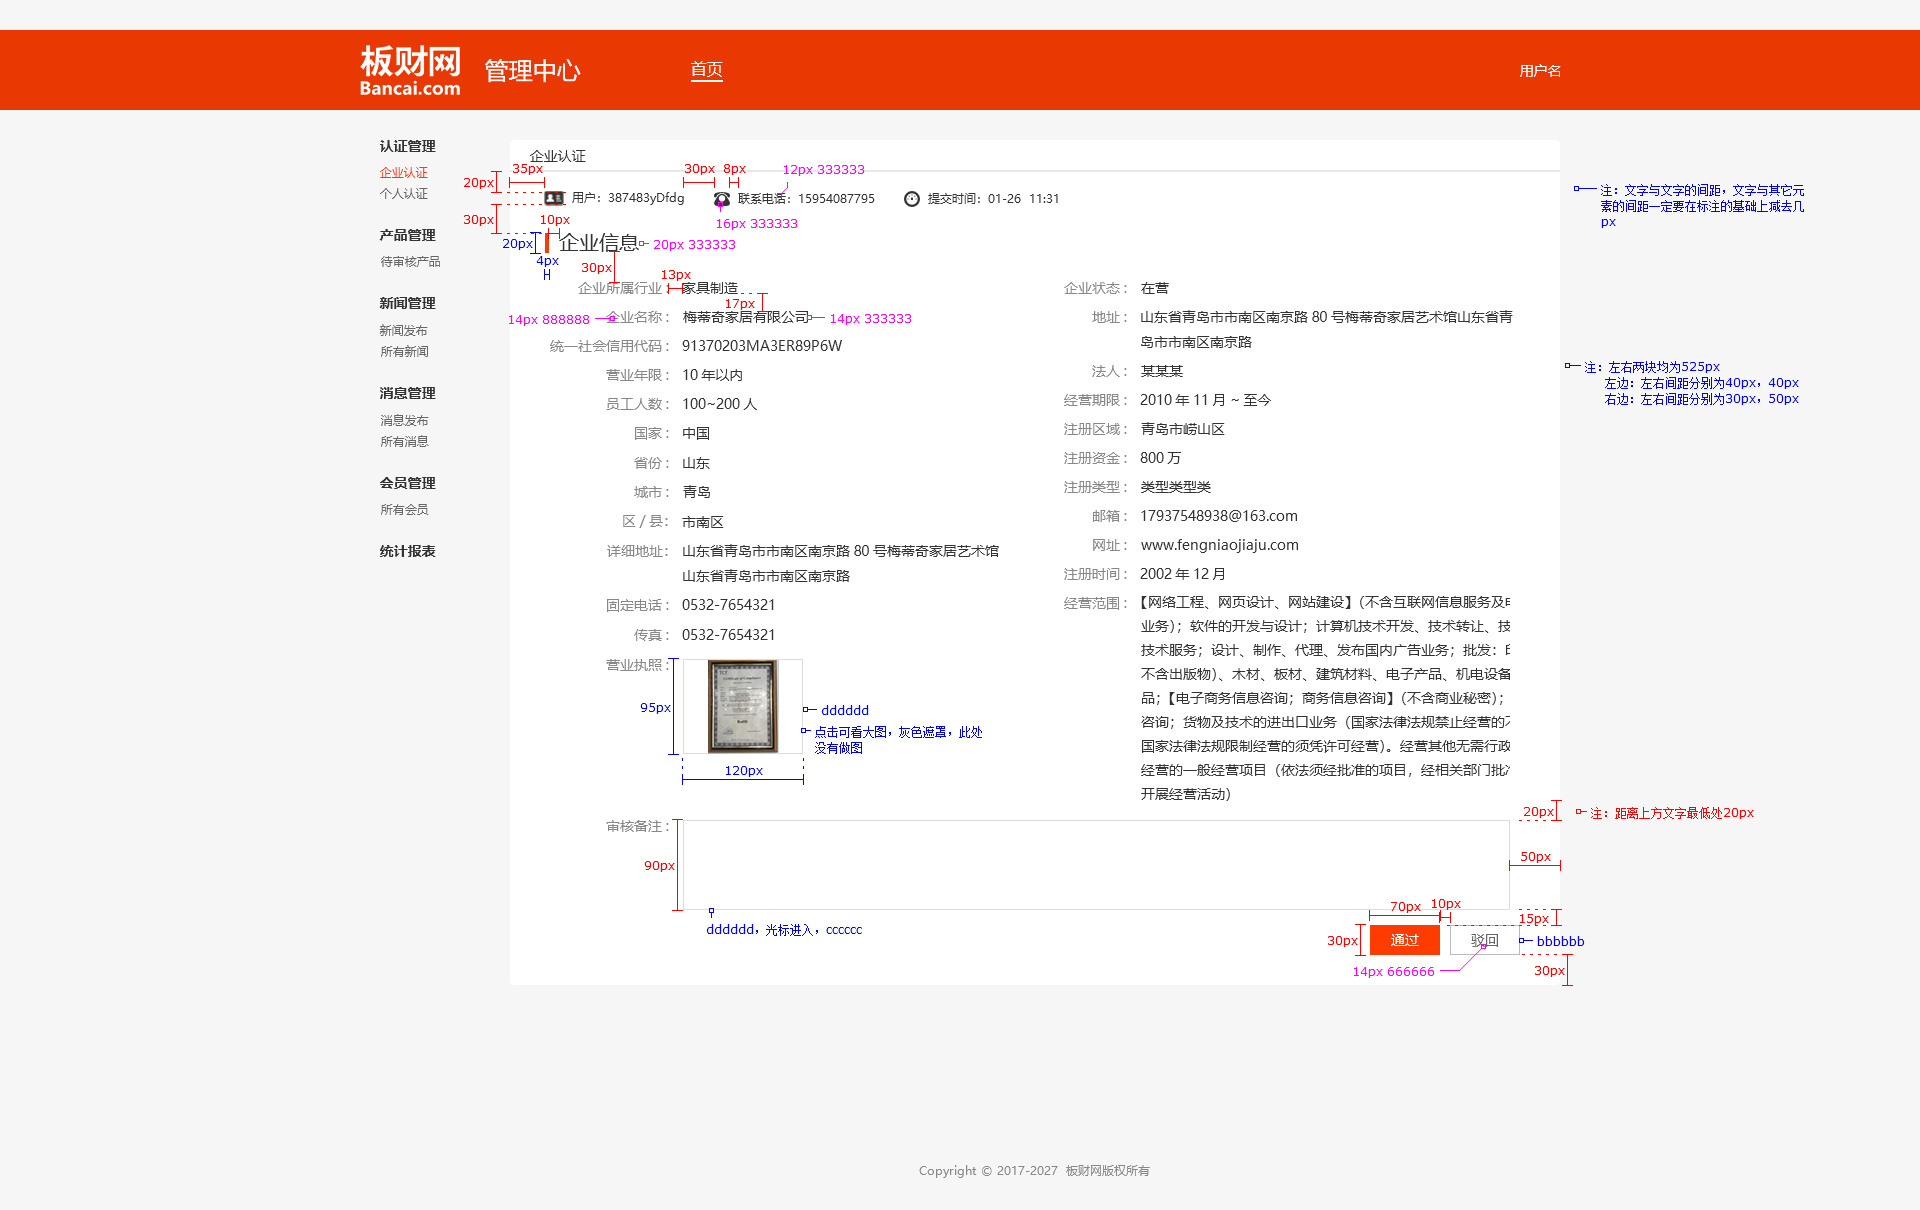 板财网
Bancai.com
管理中心
首页
用户名
认证管理
企业认证
个人认证
产品管理
待审核产品
新闻管理
新闻发布
所有新闻
消息管理
消息发布
所有消息
会员管理
所有会员
统计报表
企业认证
35px
30px 8px
12px 333333
20px
用户：387483yDfdg
联系电话：15954087795
提交时间：01-26 11:31
30px
10px
16px 333333
20px
企业信息
20px 333333
4px
H
30px
13px
企业所属行业：家具制造
17px
14px 888888
企业名称：梅蒂奇家居有限公司
14px 333333
统一社会信用代码：91370203MA3ER89P6W
营业年限：10 年以内
员工人数：100~200 人
国家：中国
省份：山东
城市：青岛
区 / 县：市南区
详细地址：山东省青岛市市南区南京路 80 号梅蒂奇家居艺术馆
山东省青岛市市南区南京路
固定电话：0532-7654321
传真：0532-7654321
营业执照：
95px
dddddd
点击可看大图，灰色遮罩，此处
没有做图
120px
企业状态：在营
地址：山东省青岛市市南区南京路 80 号梅蒂奇家居艺术馆山东省青
岛市市南区南京路
法人：某某某
经营期限：2010 年 11 月 ~ 至今
注册区域：青岛市崂山区
注册资金：800 万
注册类型：类型类型类
邮箱：17937548938@163.com
网址：www.fengniaojiaju.com
注册时间：2002 年 12 月
经营范围：【网络工程、网页设计、网站建设】（不含互联网信息服务及
业务）；软件的开发与设计；计算机技术开发、技术转让、技
技术服务；设计、制作、代理、发布国内广告业务；批发：
不含出版物）、木材、板材、建筑材料、电子产品、机电设备
品；【电子商务信息咨询；商务信息咨询】（不含商业秘密）；
咨询；货物及技术的进出口业务（国家法律法规禁止经营的
国家法律法规限制经营的须凭许可经营）。经营其他无需行政
经营的一般经营项目（依法须经批准的项目，经相关部门批
开展经营活动）
审核备注：
90px
dddddd，光标进入，cccccc
20px
50px
70px
10px
15px
30px
通过
驳回
bbbbbb
14px 666666
30px
注：文字与文字的间距，文字与其它元
素的间距一定要在标注的基础上减去几
px
注：左右两块均为525px
左边：左右间距分别为40px，40px
右边：左右间距分别为30px，50px
注：距离上方文字最低处20px
Copyright © 2017-2027 板财网版权所有